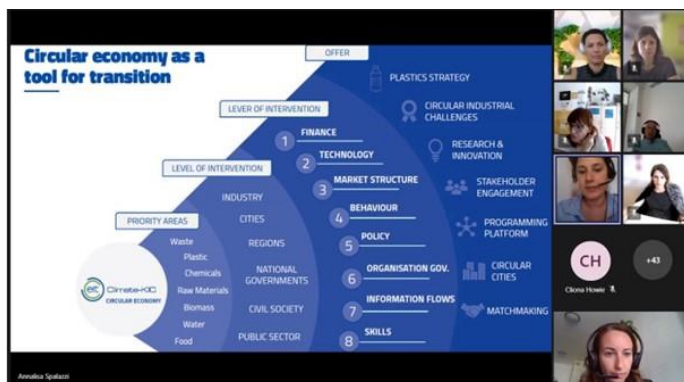 Circular economy as a
tool for transition
OFFER
PLASTICS STRATEGY
CIRCULAR INDUSTRIAL
CHALLENGES
RESEARCH &
INNOVATION
STAKEHOLDER
ENGAGEMENT
PROGRAMMING
PLATFORM
CIRCULAR
CITIES
MATCHMAKING
LEVER OF INTERVENTION
1 FINANCE
2 TECHNOLOGY
3 MARKET STRUCTURE
4 BEHAVIOUR
5 POLICY
6 ORGANISATION GOV.
7 INFORMATION FLOWS
8 SKILLS
LEVEL OF INTERVENTION
INDUSTRY
CITIES
REGIONS
NATIONAL
GOVERNMENTS
CIVIL SOCIETY
PUBLIC SECTOR
PRIORITY AREAS
Waste
Plastic
Chemicals
Raw Materials
Biomass
Water
Food
eit Climate-KIC
CIRCULAR ECONOMY
Annalisa Spalazzi
CH
Cliona Howie
+43